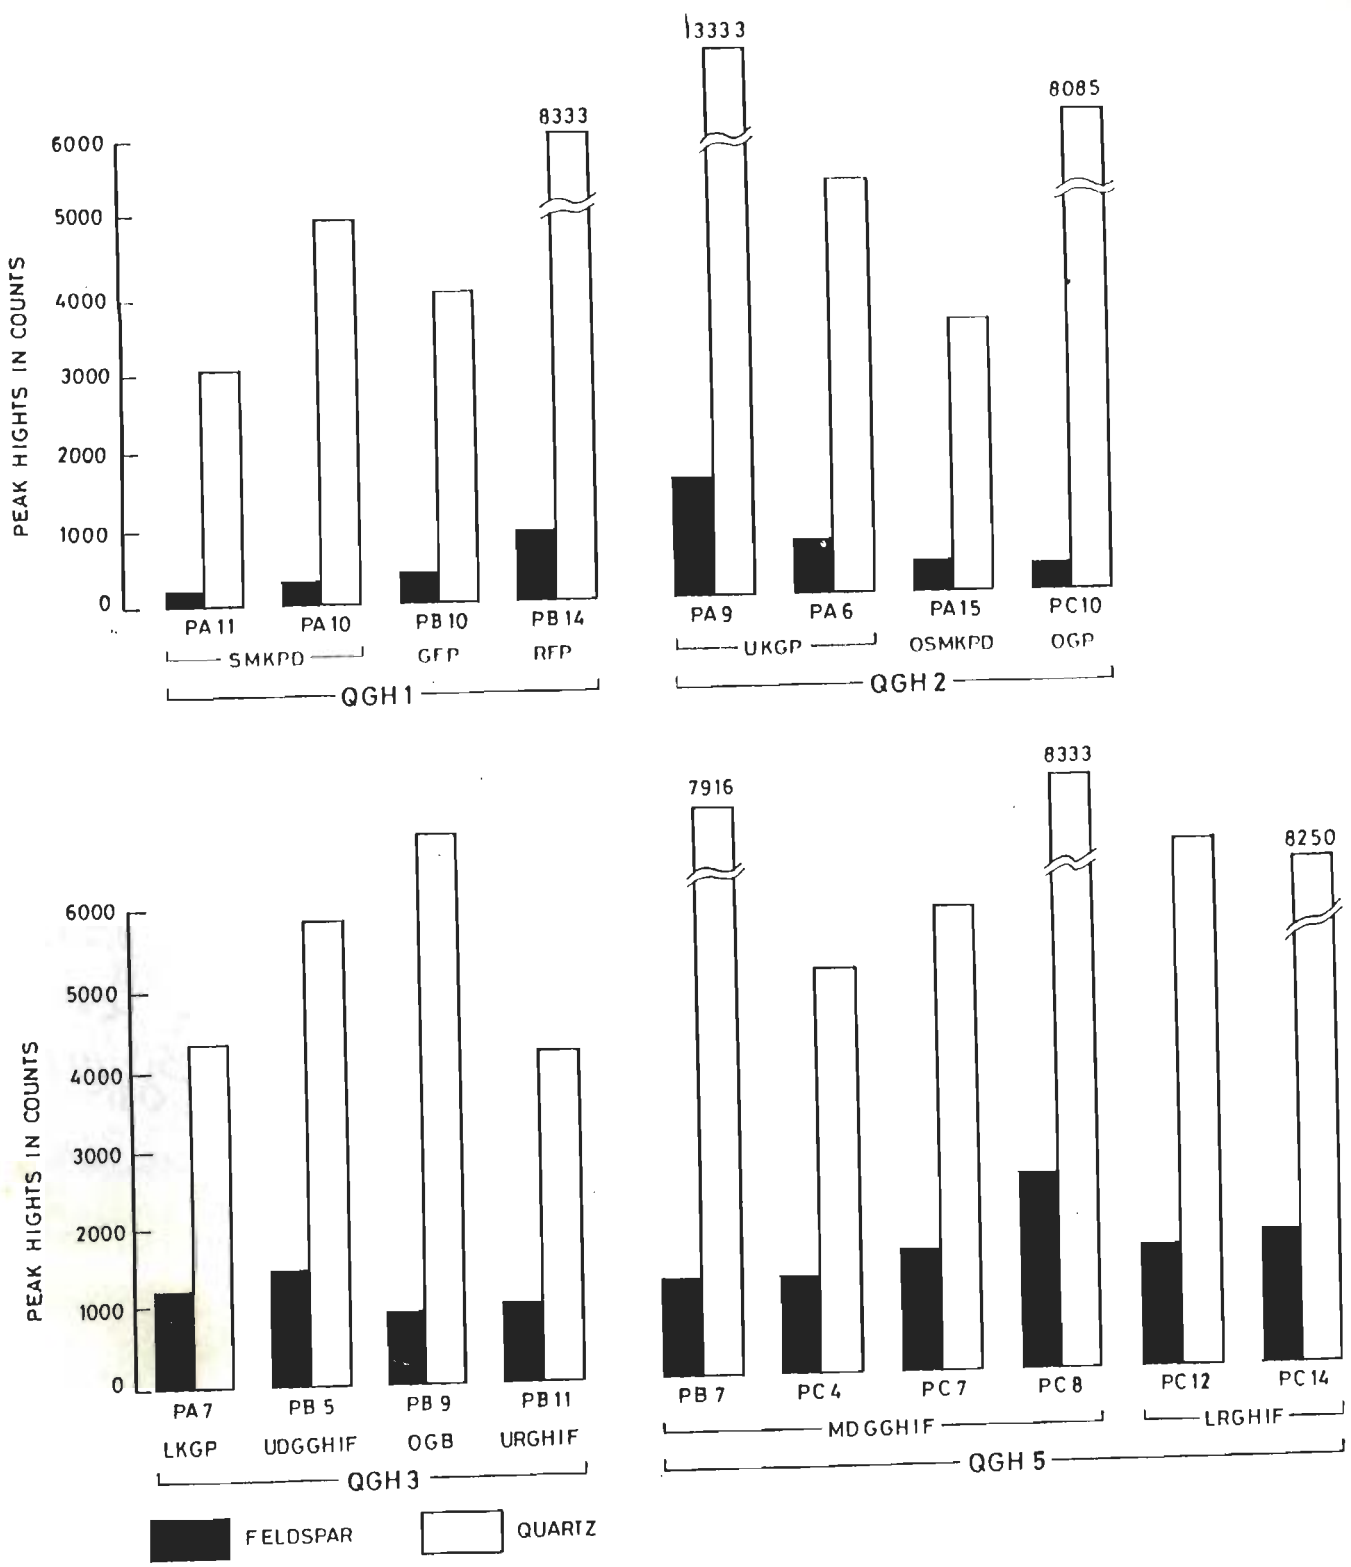 13333
8085
8333
6000
5000
4000
3000
2000
1000
0
PEAK HIGHTS IN COUNTS
PA 11 PA 10 PB 10 PB 14 PA 9 PA 6 PA 15 PC 10
SMKPD GFP RFP UKGP OSMKPD OGP
QGH 1 QGH 2
8333
7916
8250
6000
5000
4000
3000
2000
1000
0
PEAK HIGHTS IN COUNTS
PA 7 PB 5 PB 9 PB 11 PB 7 PC 4 PC 7 PC 8 PC 12 PC 14
LKGP UDGGHIF OGB URGHIF MDGGHIF LRGHIF
QGH 3 QGH 5
FELDSPAR QUARTZ